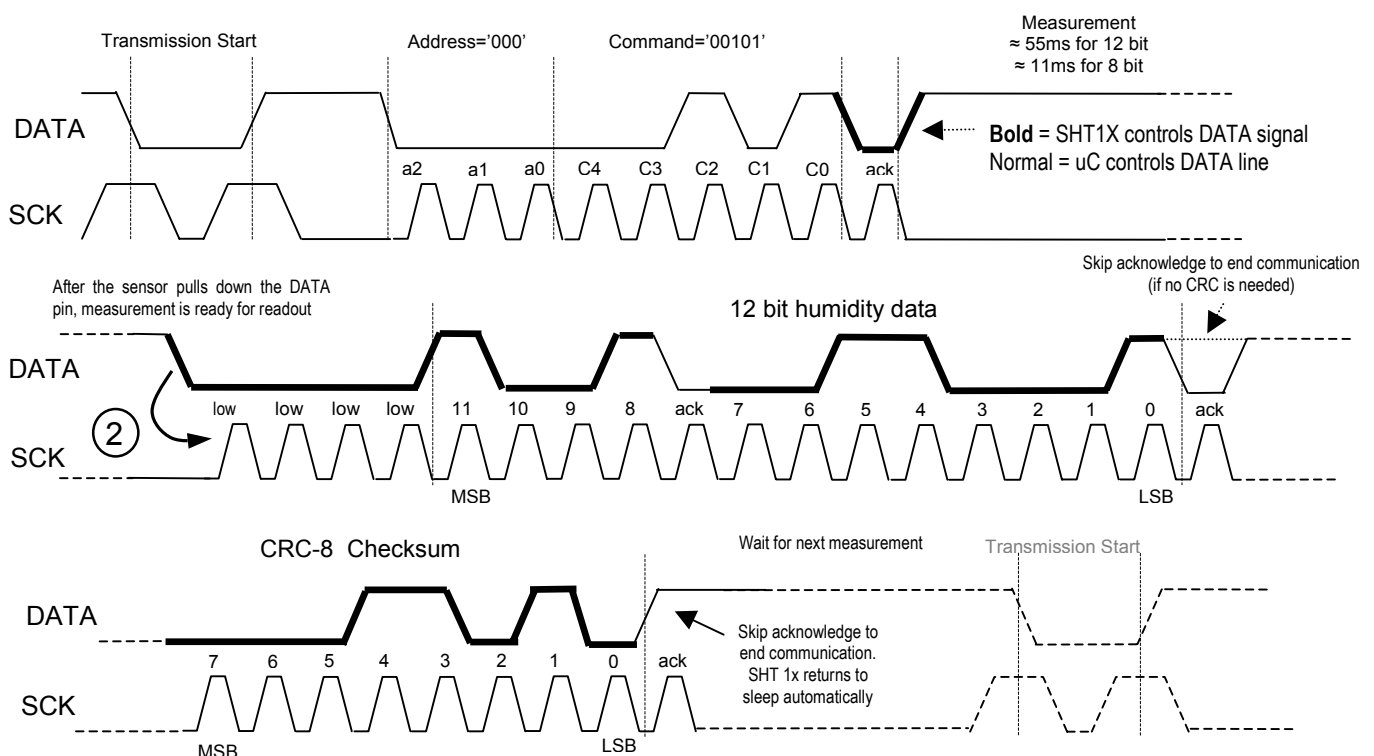 Transmission Start
Address='000'
Command='00101'
Measurement
≈ 55ms for 12 bit
≈ 11ms for 8 bit
DATA
Bold = SHT1X controls DATA signal
Normal = uC controls DATA line
a2 a1 a0 C4 C3 C2 C1 C0 ack
SCK
After the sensor pulls down the DATA
pin, measurement is ready for readout
12 bit humidity data
Skip acknowledge to end communication
(if no CRC is needed)
DATA
low low low low 11 10 9 8 ack 7 6 5 4 3 2 1 0 ack
2
SCK
MSB
LSB
CRC-8 Checksum
Wait for next measurement
Transmission Start
DATA
Skip acknowledge to
end communication.
SHT 1x returns to
sleep automatically
7 6 5 4 3 2 1 0 ack
SCK
MSB
LSB